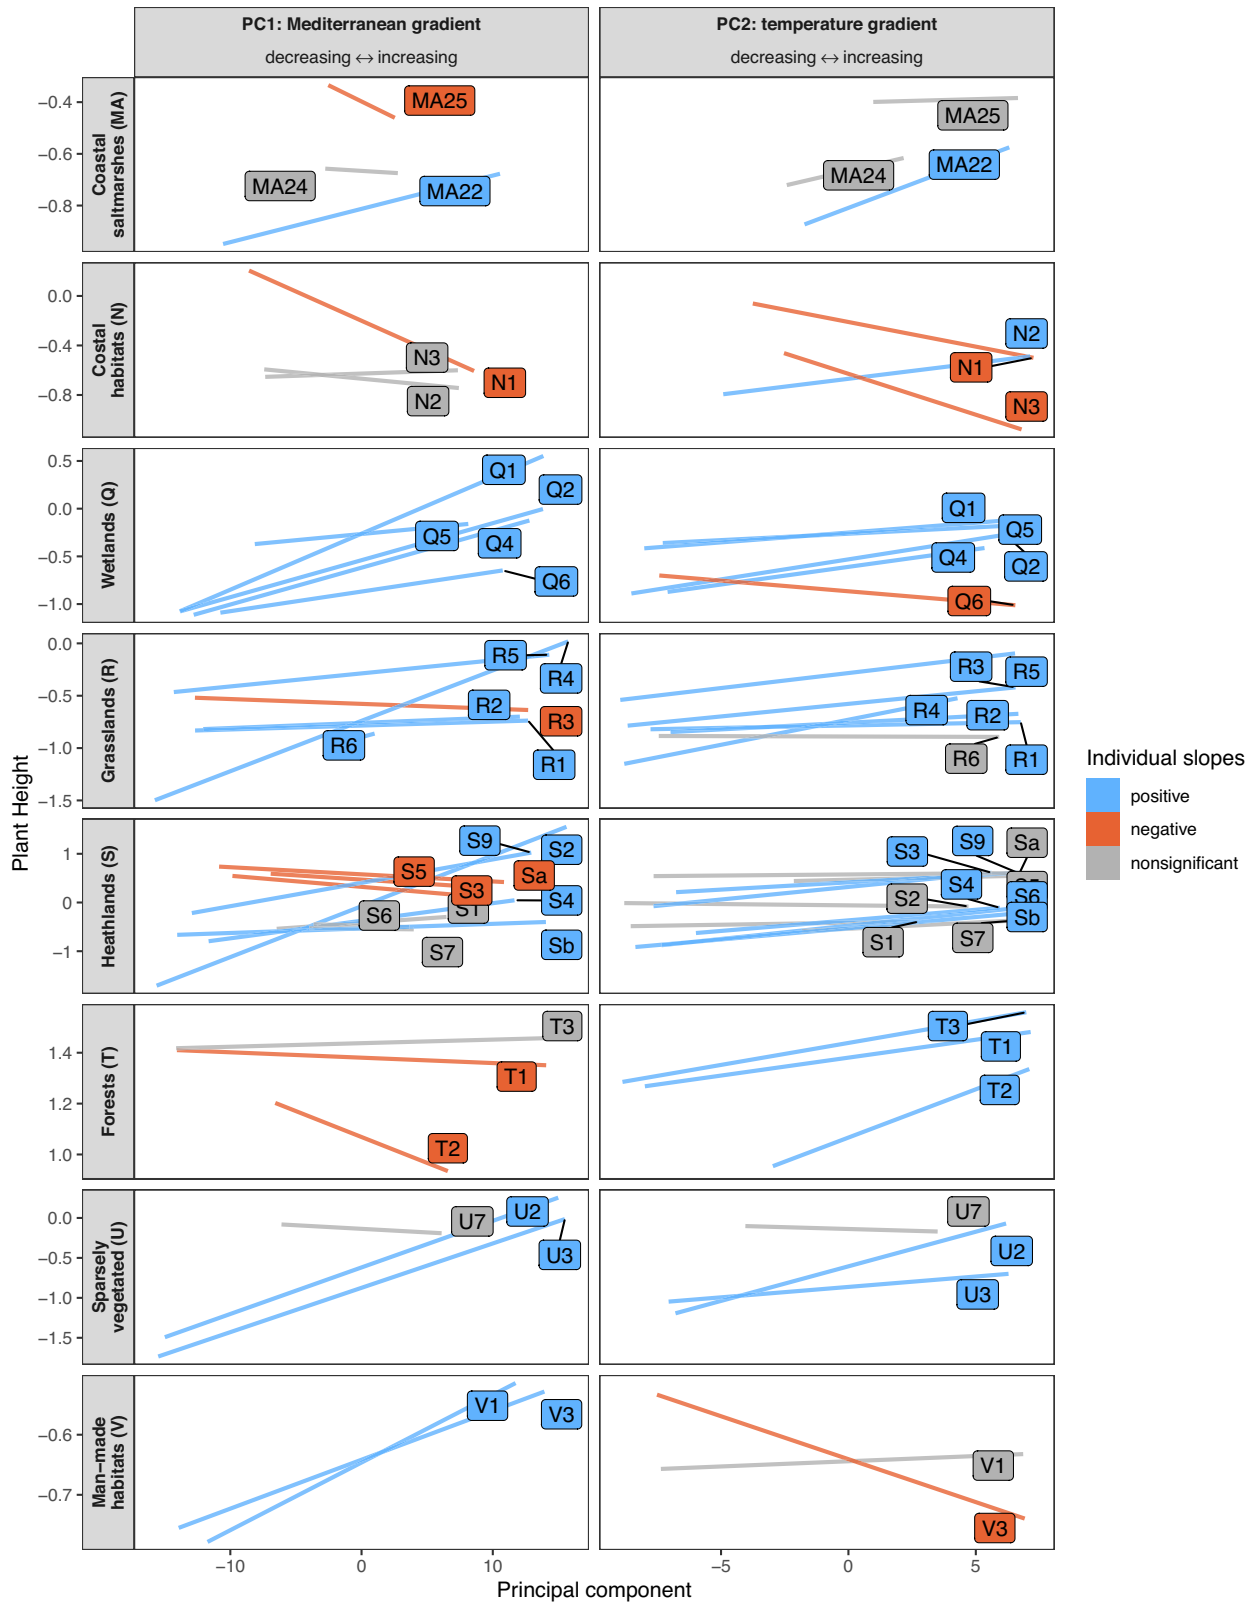 PC1: Mediterranean gradient
decreasing ↔ increasing
PC2: temperature gradient
decreasing ↔ increasing
Plant Height
Coastal
saltmarshes (MA)
−0.4
−0.6
−0.8
MA25
MA24
MA22
MA25
MA24
MA22
Costal
habitats (N)
0.0
−0.4
−0.8
N3
N1
N2
N2
N1
N3
Wetlands (Q)
0.5
0.0
−0.5
−1.0
Q1
Q2
Q5
Q4
Q6
Q1
Q5
Q4
Q2
Q6
Grasslands (R)
0.0
−0.5
−1.0
−1.5
R5
R4
R2
R3
R6
R1
R3
R5
R4
R2
R6
R1
Heathlands (S)
1
0
−1
S9
S2
S5
Sa
S3
S4
S6
S1
S7
Sb
S9
Sa
S3
S4
S6
S2
Sb
S1
S7
Forests (T)
1.4
1.2
1.0
T3
T1
T2
T3
T1
T2
Sparsely
vegetated (U)
0.0
−0.5
−1.0
−1.5
U7
U2
U3
U7
U2
U3
Man−made
habitats (V)
−0.6
−0.7
V1
V3
V1
V3
−10
0
10
−5
0
5
Principal component
Individual slopes
positive
negative
nonsignificant